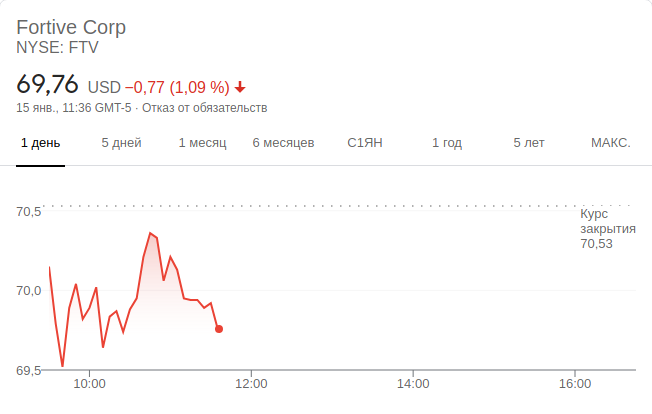 Fortive Corp
NYSE: FTV
69,76 USD −0,77 (1,09 %)
15 янв., 11:36 GMT-5 · Отказ от обязательств
1 день 5 дней 1 месяц 6 месяцев С1ЯН 1 год 5 лет МАКС.
70,5
Курс
закрытия
70,53
70,0
69,5
10:00 12:00 14:00 16:00